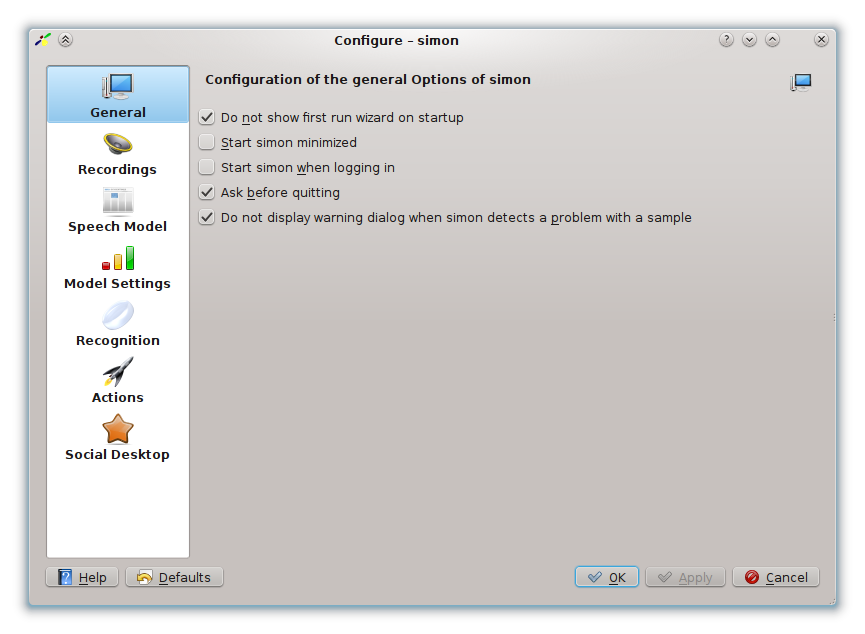 Configure – simon
General
Recordings
Speech Model
Model Settings
Recognition
Actions
Social Desktop
Configuration of the general Options of simon
Do not show first run wizard on startup
Start simon minimized
Start simon when logging in
Ask before quitting
Do not display warning dialog when simon detects a problem with a sample
Help
Defaults
OK
Apply
Cancel